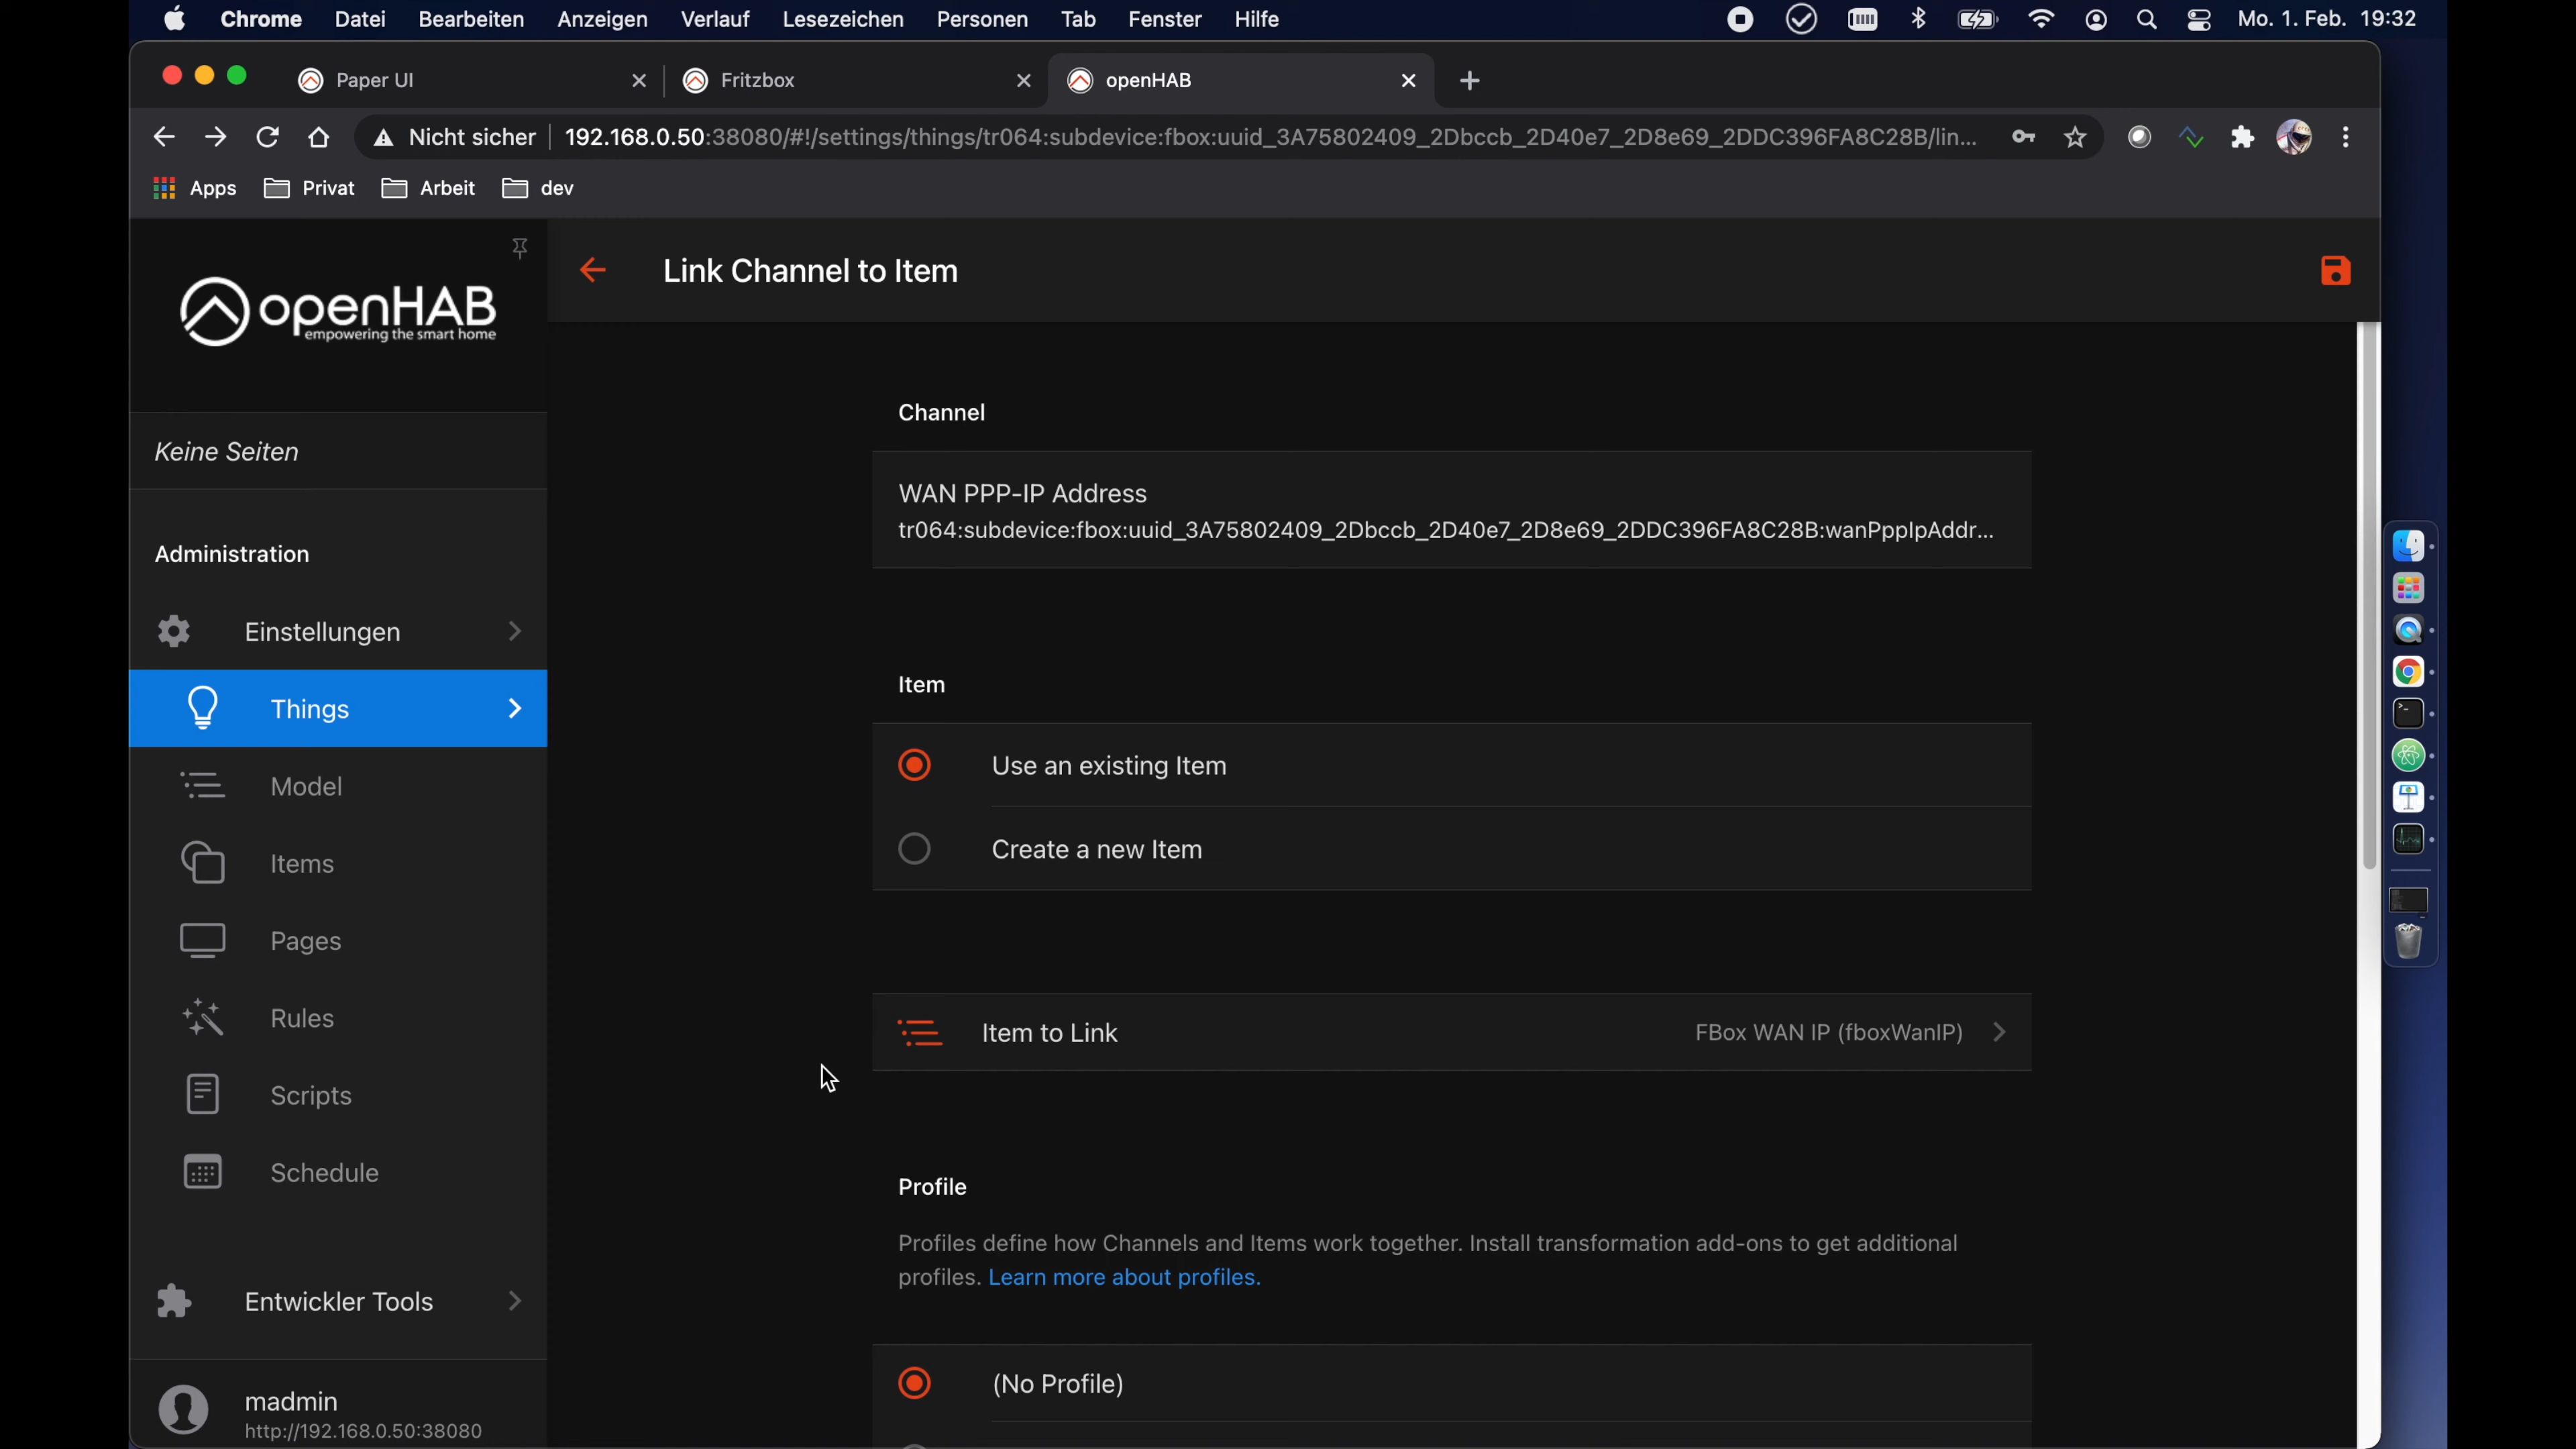 Chrome Datei Bearbeiten Anzeigen Verlauf Lesezeichen Personen Tab Fenster Hilfe Mo. 1. Feb. 19:32
Paper UI Fritzbox openHAB
Nicht sicher 192.168.0.50:38080/#!/settings/things/tr064:subdevice:fbox:uuid_3A75802409_2Dbccb_2D40e7_2D8e69_2DDC396FA8C28B/lin...
Apps Privat Arbeit dev
openHAB
empowering the smart home
Link Channel to Item
Keine Seiten
Administration
Einstellungen
Things
Model
Items
Pages
Rules
Scripts
Schedule
Entwickler Tools
madmin
http://192.168.0.50:38080
Channel
WAN PPP-IP Address
tr064:subdevice:fbox:uuid_3A75802409_2Dbccb_2D40e7_2D8e69_2DDC396FA8C28B:wanPppIpAddr...
Item
Use an existing Item
Create a new Item
Item to Link FBox WAN IP (fboxWanIP)
Profile
Profiles define how Channels and Items work together. Install transformation add-ons to get additional
profiles. Learn more about profiles.
(No Profile)